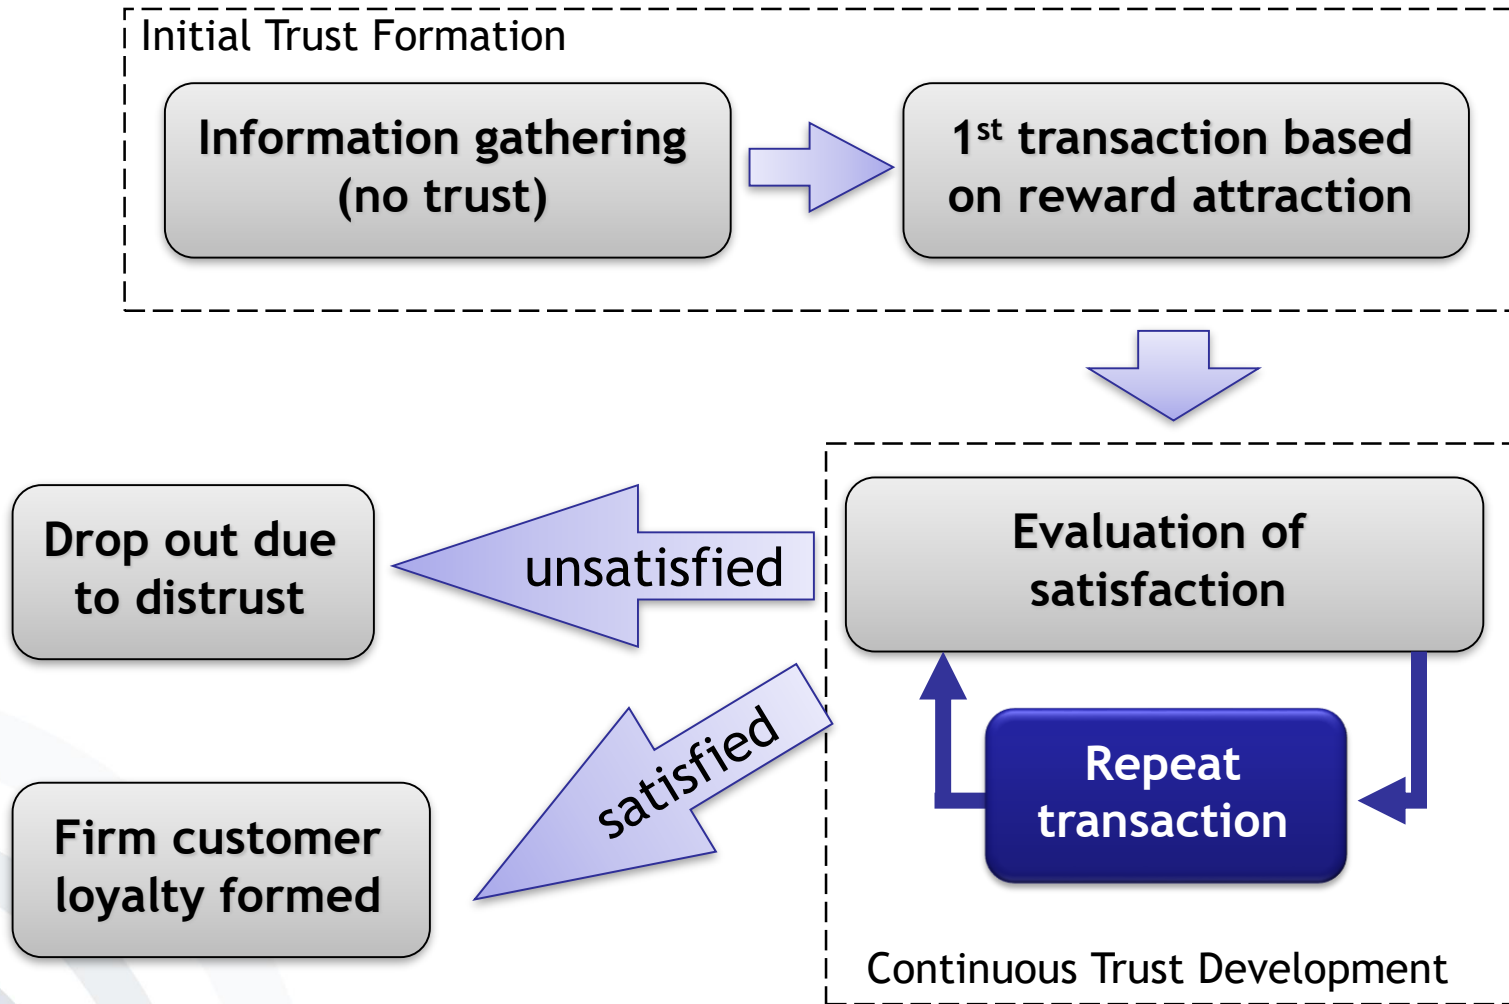 Initial Trust Formation
Information gathering
(no trust)
1st transaction based
on reward attraction
Evaluation of
satisfaction
unsatisfied
Drop out due
to distrust
satisfied
Repeat
transaction
Firm customer
loyalty formed
Continuous Trust Development